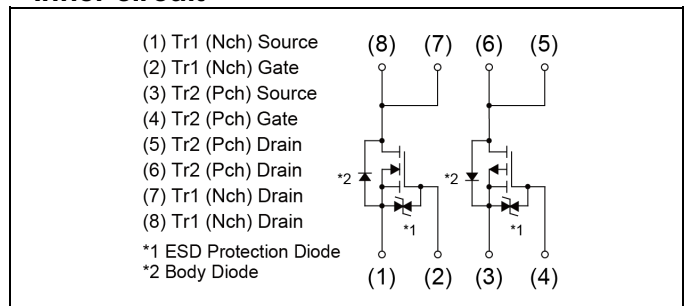 (1) Tr1 (Nch) Source
(2) Tr1 (Nch) Gate
(3) Tr2 (Pch) Source
(4) Tr2 (Pch) Gate
(5) Tr2 (Pch) Drain
(6) Tr2 (Pch) Drain
(7) Tr1 (Nch) Drain
(8) Tr1 (Nch) Drain
*1 ESD Protection Diode
*2 Body Diode
(8) (7) (6) (5)
*2 *2
*1 *1
(1) (2) (3) (4)